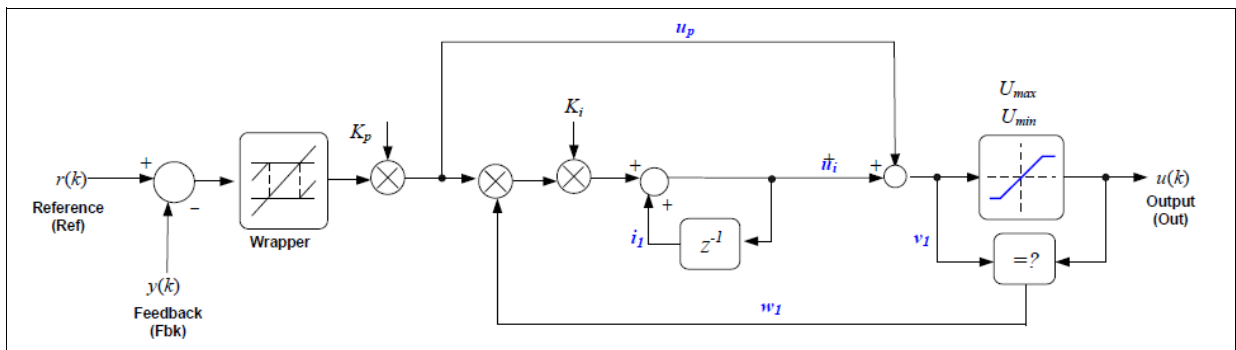 u_p
U_max
U_min
K_i
K_p
+
r(k)
Reference
(Ref)
−
Wrapper
+
+
i_1
z^-1
+
u_i
+
v_1
=?
u(k)
Output
(Out)
y(k)
Feedback
(Fbk)
w_1